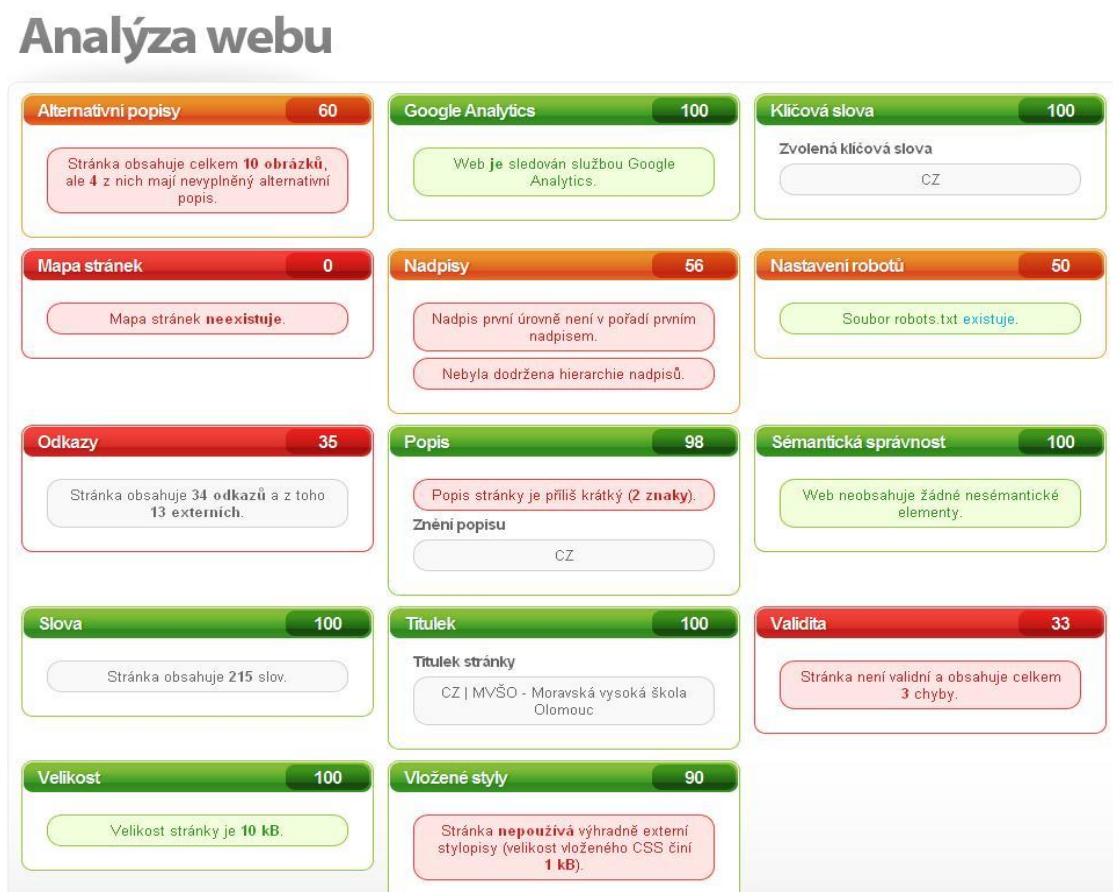 Analýza webu
Alternativní popisy 60
Stránka obsahuje celkem 10 obrázků,
ale 4 z nich mají nevyplněný alternativní
popis.
Google Analytics 100
Web je sledován službou Google
Analytics.
Klíčová slova 100
Zvolená klíčová slova
CZ
Mapa stránek 0
Mapa stránek neexistuje.
Nadpisy 56
Nadpis první úrovně není v pořadí prvním
nadpisem.
Nebyla dodržena hierarchie nadpisů.
Nastavení robotů 50
Soubor robots.txt existuje.
Odkazy 35
Stránka obsahuje 34 odkazů a z toho
13 externích.
Popis 98
Popis stránky je příliš krátký (2 znaky).
Znění popisu
CZ
Sémantická správnost 100
Web neobsahuje žádné nesémantické
elementy.
Slova 100
Stránka obsahuje 215 slov.
Titulek 100
Titulek stránky
CZ | MVŠO - Moravská vysoká škola
Olomouc
Validita 33
Stránka není validní a obsahuje celkem
3 chyby.
Velikost 100
Velikost stránky je 10 kB.
Vložené styly 90
Stránka nepoužívá výhradně externí
stylopisy (velikost vloženého CSS činí
1 kB).